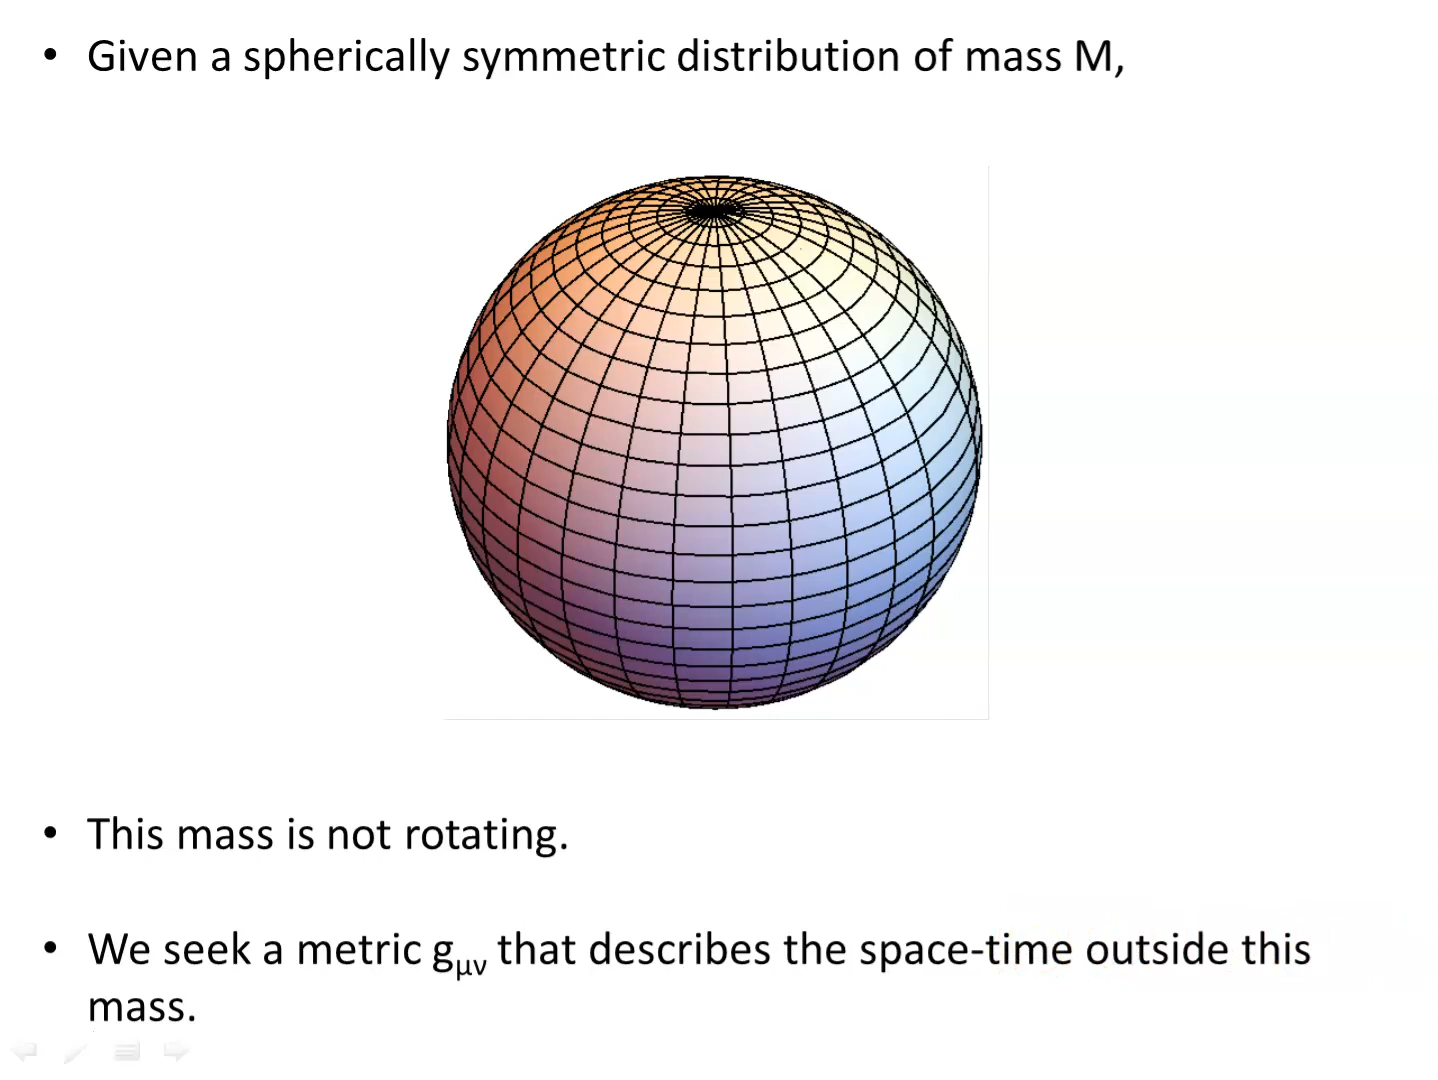 • Given a spherically symmetric distribution of mass M,
• This mass is not rotating.
• We seek a metric gμν that describes the space-time outside this
mass.